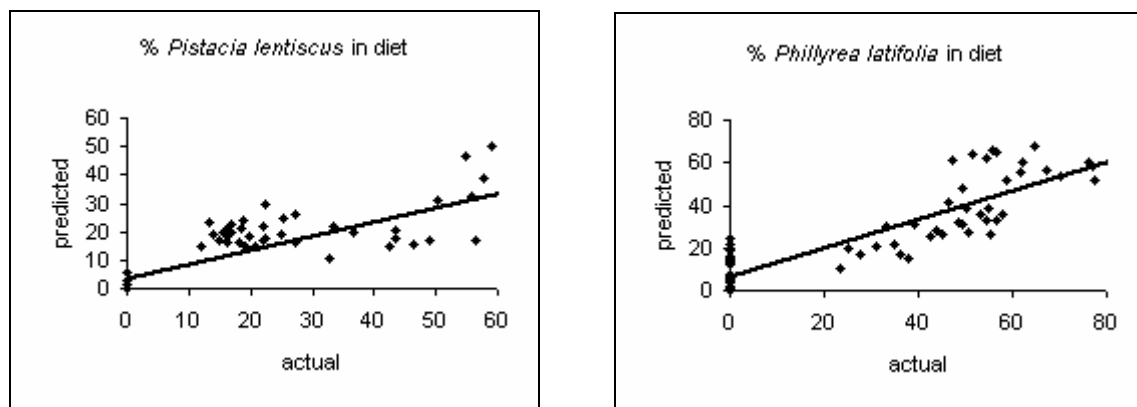 % Pistacia lentiscus in diet
60
50
40
30
20
10
0
predicted
0 10 20 30 40 50 60
actual
% Phillyrea latifolia in diet
80
60
40
20
0
predicted
0 20 40 60 80
actual